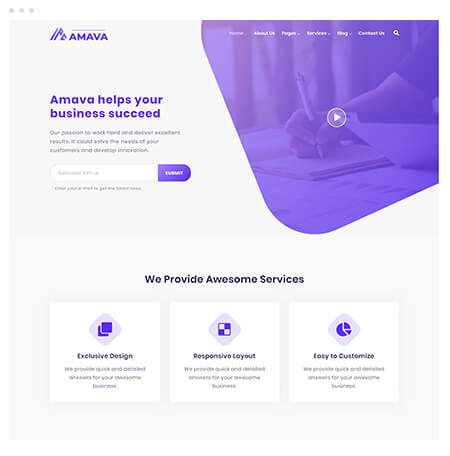 AMAVA
Home About Us Pages Services Blog Contact Us
Amava helps your
business succeed
Our passion to work hard and deliver excellent
results. It could solve the needs of your
customers and develop innovation.
Subscribe with us
SUBMIT
Enter your e-mail to get the latest news.
We Provide Awesome Services
Exclusive Design
We provide quick and detailed
answers for your awesome
business.
Responsive Layout
We provide quick and detailed
answers for your awesome
business.
Easy to Customize
We provide quick and detailed
answers for your awesome
business.